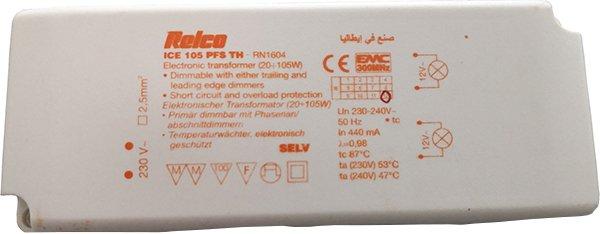 Relco
ICE 105 PFS TH - RN1604
Electronic transformer (20÷105W)
• Dimmable with either trailing and
leading edge dimmers
• Short circuit and overload protection
Elektronischer Transformator (20÷105W)
• Primär dimmbar mit Phasenan/
abschnittdimmern
• Temperaturwächter, elektronisch
geschützt
SELV
M M 100 F
230 V~
2,5mm²
صنع في إيطاليا
CE EMC
300MHz
Un 230-240V~
50 Hz
• tc
In 440 mA
λ=0,98
tc 87°C
ta (230V) 53°C
ta (240V) 47°C
12V~
12V~